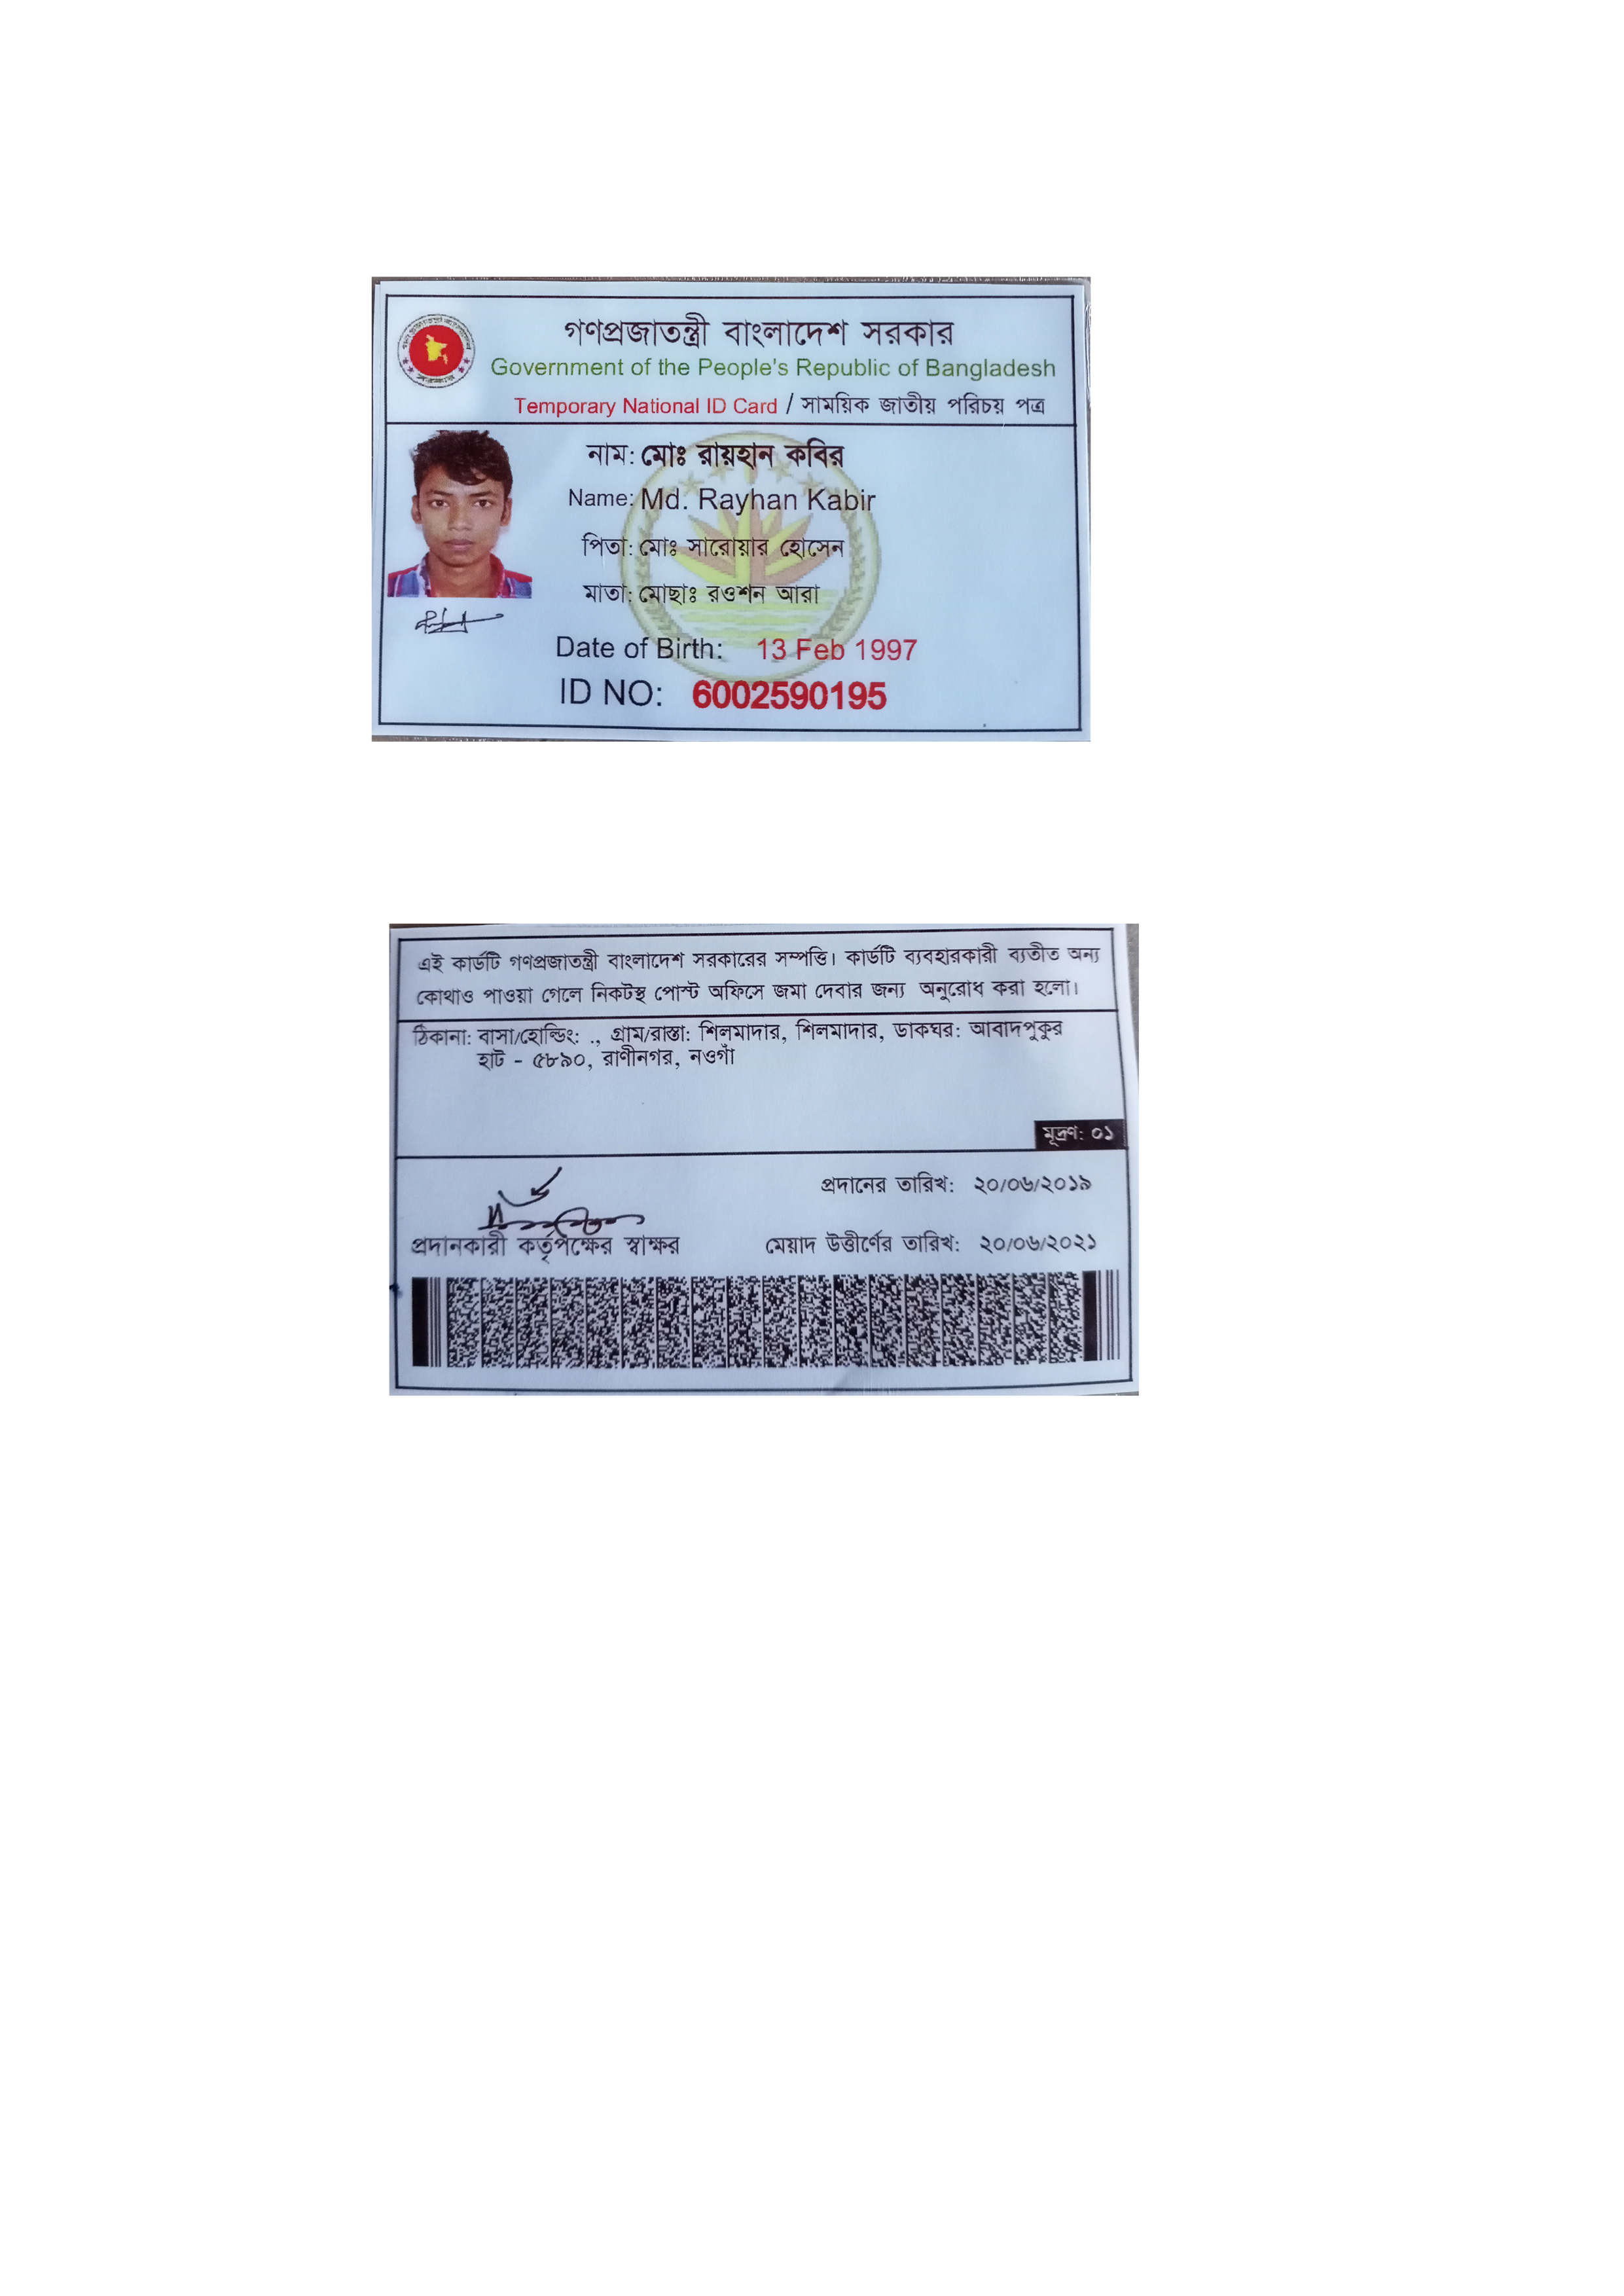 গণপ্রজাতন্ত্রী বাংলাদেশ সরকার
Government of the People's Republic of Bangladesh
Temporary National ID Card / সাময়িক জাতীয় পরিচয় পত্র
নাম: মোঃ রায়হান কবির
Name: Md. Rayhan Kabir
পিতা: মোঃ সারোয়ার হোসেন
মাতা: মোছাঃ রওশন আরা
Date of Birth: 13 Feb 1997
ID NO: 6002590195
এই কার্ডটি গণপ্রজাতন্ত্রী বাংলাদেশ সরকারের সম্পত্তি। কার্ডটি ব্যবহারকারী ব্যতীত অন্য
কোথাও পাওয়া গেলে নিকটস্থ পোস্ট অফিসে জমা দেবার জন্য অনুরোধ করা হলো।
ঠিকানা: বাসা/হোল্ডিং: ., গ্রাম/রাস্তা: শিলমাদার, শিলমাদার, ডাকঘর: আবাদপুকুর
হাট - ৫৮৯০, রাণীনগর, নওগাঁ
মূদ্রণ: ০১
প্রদানের তারিখ: ২০/০৬/২০১৯
প্রদানকারী কর্তৃপক্ষের স্বাক্ষর মেয়াদ উত্তীর্ণের তারিখ: ২০/০৬/২০২১